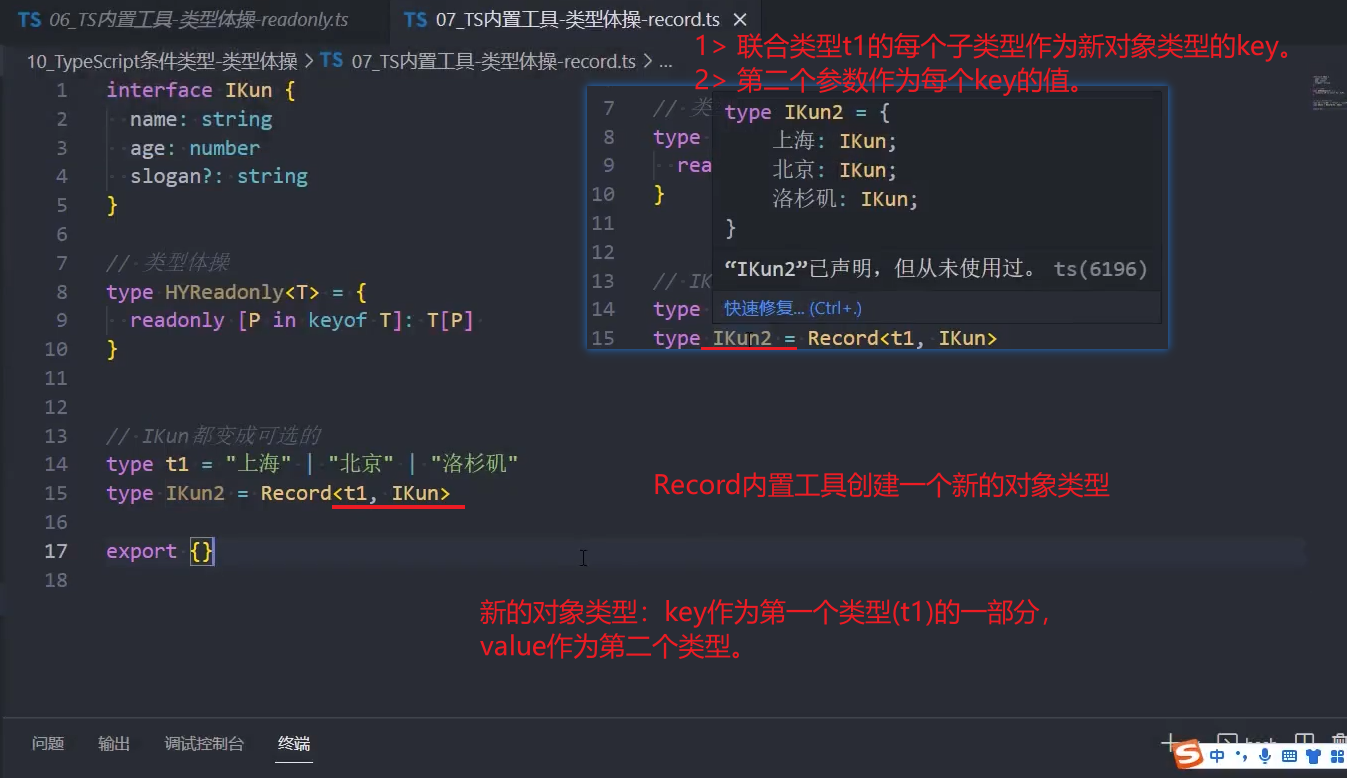 TS 06_TS内置工具-类型体操-readonly.ts
TS 07_TS内置工具-类型体操-record.ts ×
10_TypeScript条件类型-类型体操 > TS 07_TS内置工具-类型体操-record.ts > ...
1> 联合类型t1的每个子类型作为新对象类型的key。
2> 第二个参数作为每个key的值。
1 interface IKun {
2 name: string
3 age: number
4 slogan?: string
5 }
6
7 // 类型体操
8 type HYReadonly<T> = {
9 readonly [P in keyof T]: T[P]
10 }
11
12
13 // IKun都变成可选的
14 type t1 = "上海" | "北京" | "洛杉矶"
15 type IKun2 = Record<t1, IKun>
16
17 export {}
18
7 // 类
8 type
9 rea
10 }
11
12
13 // IK
14 type
15 type IKun2 = Record<t1, IKun>
type IKun2 = {
上海: IKun;
北京: IKun;
洛杉矶: IKun;
}
“IKun2”已声明，但从未使用过。 ts(6196)
快速修复... (Ctrl+.)
Record内置工具创建一个新的对象类型
新的对象类型：key作为第一个类型(t1)的一部分，
value作为第二个类型。
问题 输出 调试控制台 终端
bash
S 中